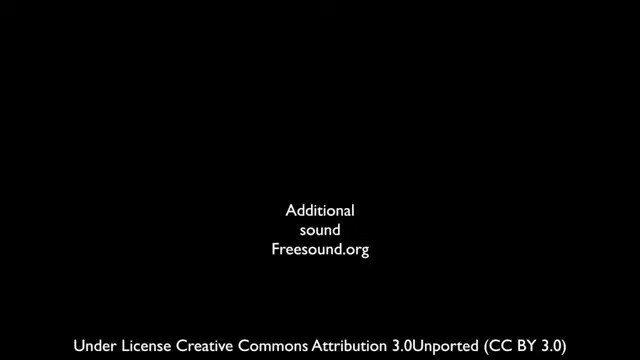 Additional
sound
Freesound.org
Under License Creative Commons Attribution 3.0Unported (CC BY 3.0)